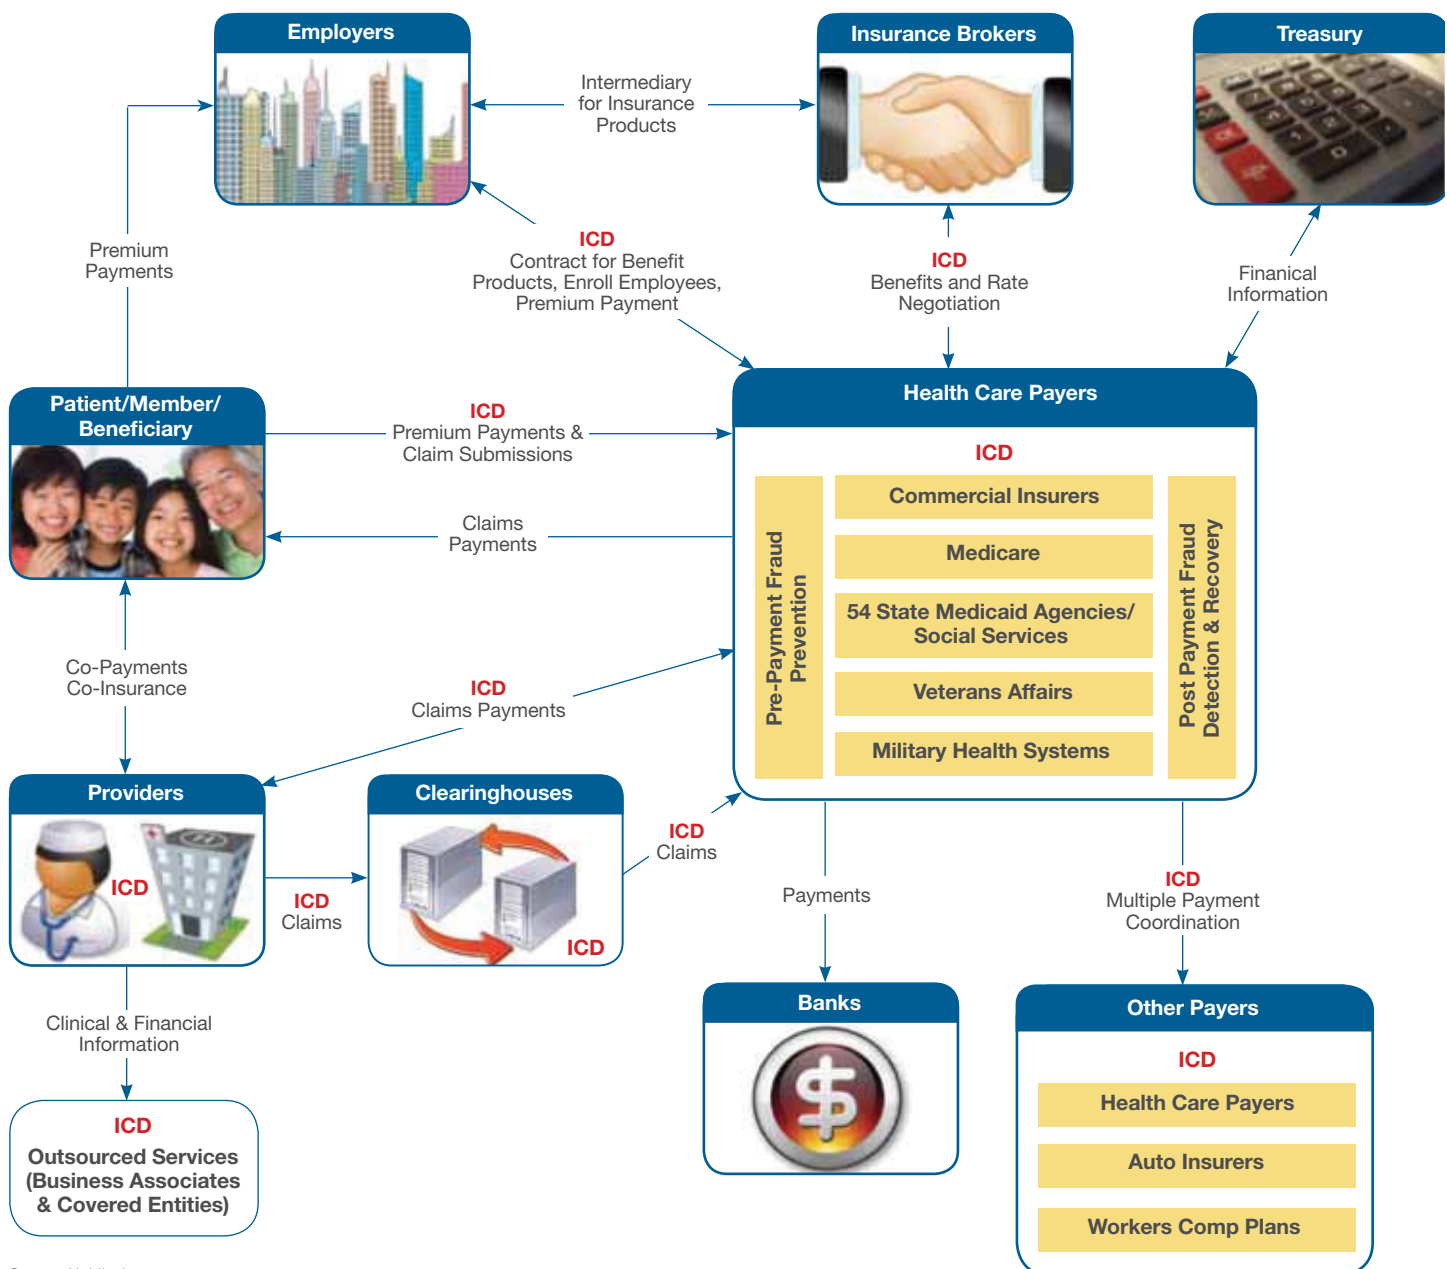 Employers
Insurance Brokers
Treasury
Intermediary
for Insurance
Products
Premium
Payments
ICD
Contract for Benefit
Products, Enroll Employees,
Premium Payment
ICD
Benefits and Rate
Negotiation
Finanical
Information
Patient/Member/
Beneficiary
ICD
Premium Payments &
Claim Submissions
Claims
Payments
Health Care Payers
ICD
Pre-Payment Fraud
Prevention
Commercial Insurers
Medicare
54 State Medicaid Agencies/
Social Services
Veterans Affairs
Military Health Systems
Post Payment Fraud
Detection & Recovery
Co-Payments
Co-Insurance
ICD
Claims Payments
Providers
ICD
ICD
Claims
Clearinghouses
ICD
ICD
Claims
Payments
ICD
Multiple Payment
Coordination
Clinical & Financial
Information
ICD
Outsourced Services
(Business Associates
& Covered Entities)
Banks
Other Payers
ICD
Health Care Payers
Auto Insurers
Workers Comp Plans